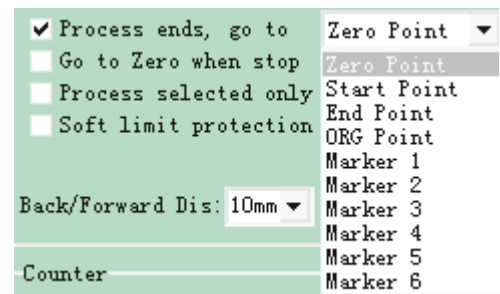 Process ends, go to Zero Point
Go to Zero when stop
Process selected only
Soft limit protection
Back/Forward Dis: 10mm
Counter
Zero Point
Start Point
End Point
ORG Point
Marker 1
Marker 2
Marker 3
Marker 4
Marker 5
Marker 6